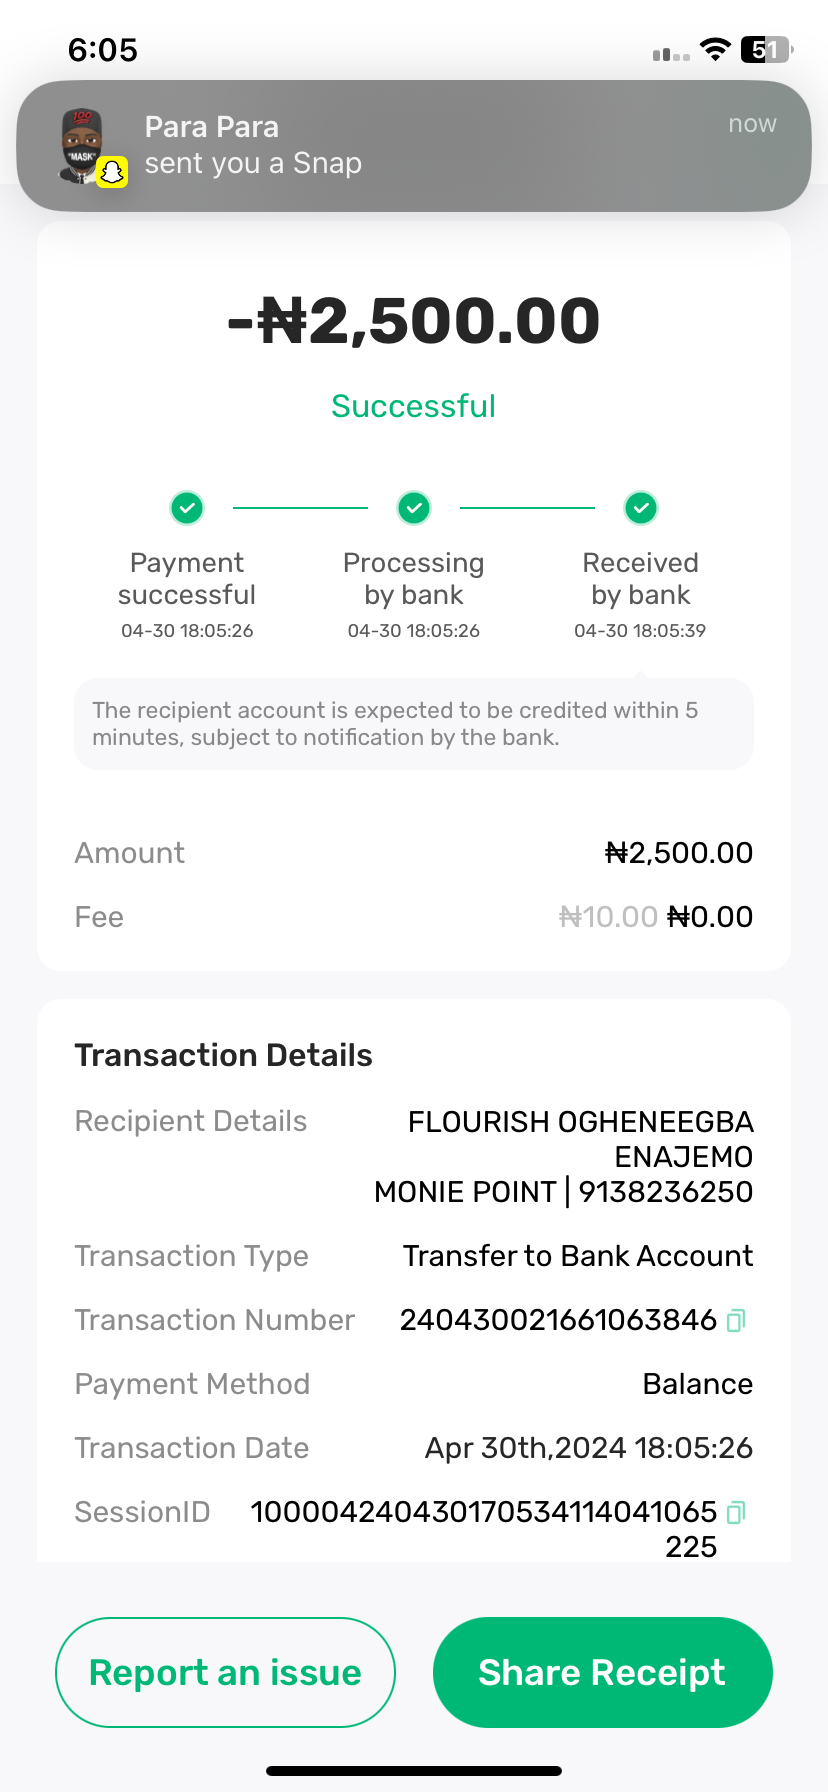 6:05
51
Para Para
now
sent you a Snap
100
"MASK"
-₦2,500.00
Successful
Payment
successful
04-30 18:05:26
Processing
by bank
04-30 18:05:26
Received
by bank
04-30 18:05:39
The recipient account is expected to be credited within 5
minutes, subject to notification by the bank.
Amount ₦2,500.00
Fee ₦10.00 ₦0.00
Transaction Details
Recipient Details FLOURISH OGHENEEGBA
ENAJEMO
MONIE POINT | 9138236250
Transaction Type Transfer to Bank Account
Transaction Number 240430021661063846
Payment Method Balance
Transaction Date Apr 30th,2024 18:05:26
SessionID 100004240430170534114041065
225
Report an issue
Share Receipt